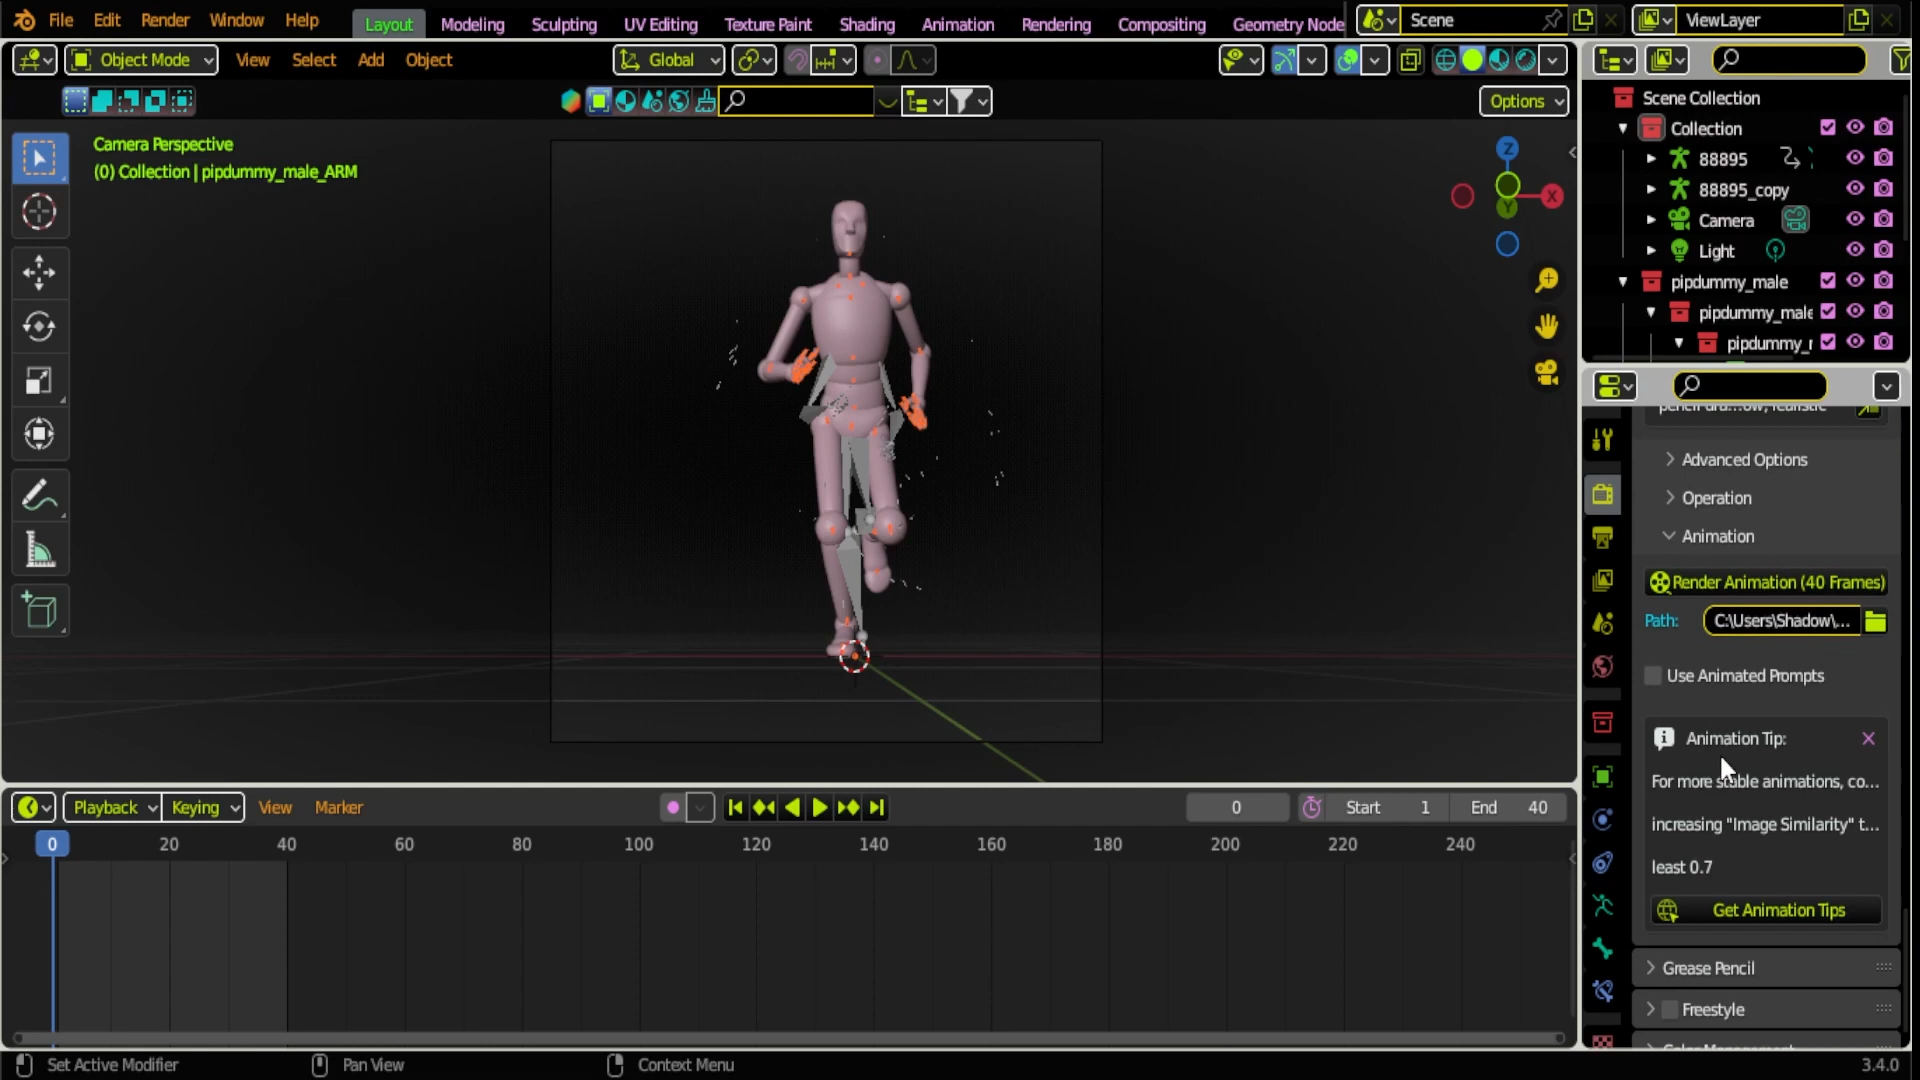 File Edit Render Window Help Layout Modeling Sculpting UV Editing Texture Paint Shading Animation Rendering Compositing Geometry Node Scene ViewLayer
Object Mode View Select Add Object Global
Options
Camera Perspective
(0) Collection | pipdummy_male_ARM
Z
X
Y
Scene Collection
Collection
88895
88895_copy
Camera
Light
pipdummy_male
pipdummy_male
pipdummy_r
Advanced Options
Operation
Animation
Render Animation (40 Frames)
Path: C:\Users\Shadow\...
Use Animated Prompts
Animation Tip:
For more stable animations, co...
increasing "Image Similarity" t...
least 0.7
Get Animation Tips
Grease Pencil
Freestyle
Playback Keying View Marker 0 Start 1 End 40
0 20 40 60 80 100 120 140 160 180 200 220 240
Set Active Modifier Pan View Context Menu 3.4.0